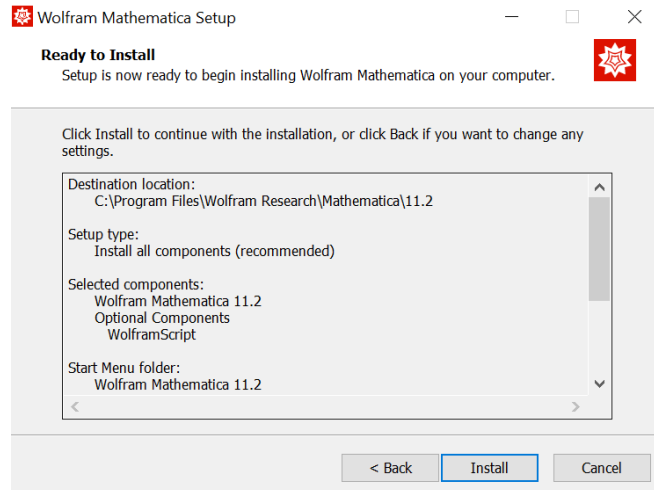 Wolfram Mathematica Setup
Ready to Install
Setup is now ready to begin installing Wolfram Mathematica on your computer.
Click Install to continue with the installation, or click Back if you want to change any
settings.
Destination location:
C:\Program Files\Wolfram Research\Mathematica\11.2
Setup type:
Install all components (recommended)
Selected components:
Wolfram Mathematica 11.2
Optional Components
WolframScript
Start Menu folder:
Wolfram Mathematica 11.2
< Back
Install
Cancel